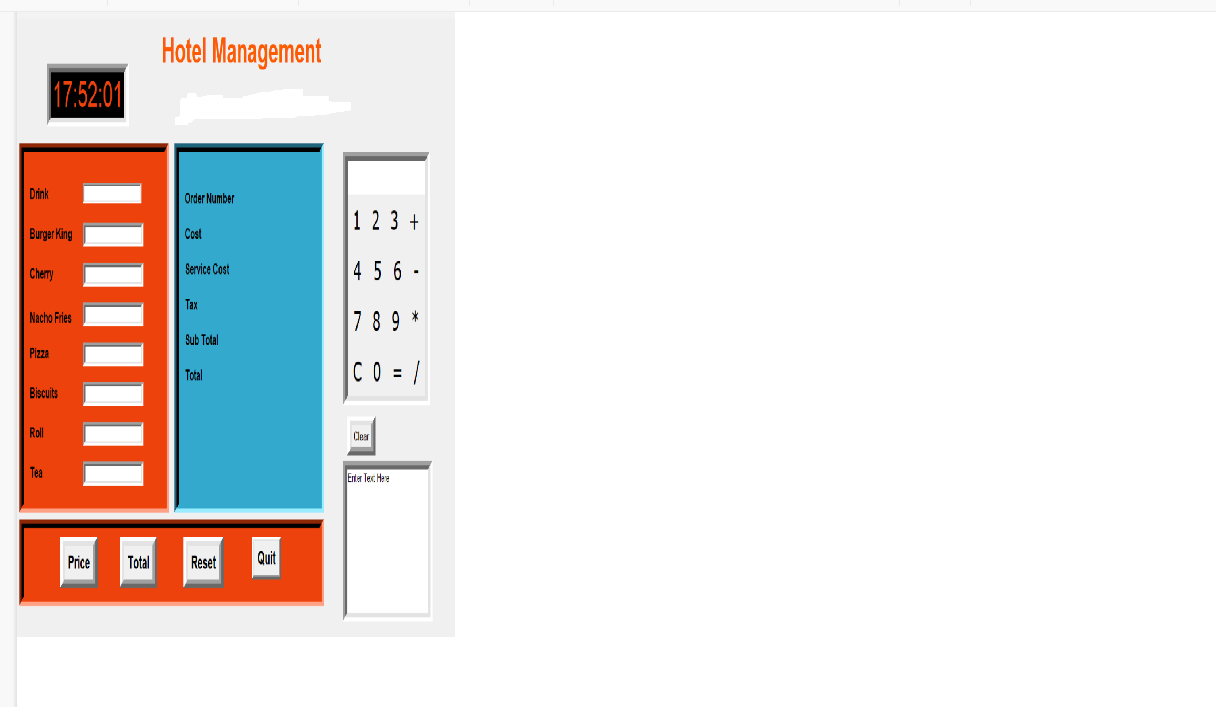 Hotel Management
17:52:01
Drink
Burger King
Cherry
Nacho Fries
Pizza
Biscuits
Roll
Tea
Order Number
Cost
Service Cost
Tax
Sub Total
Total
1 2 3 +
4 5 6 -
7 8 9 *
C 0 = /
Clear
Enter Text Here
Price Total Reset Quit